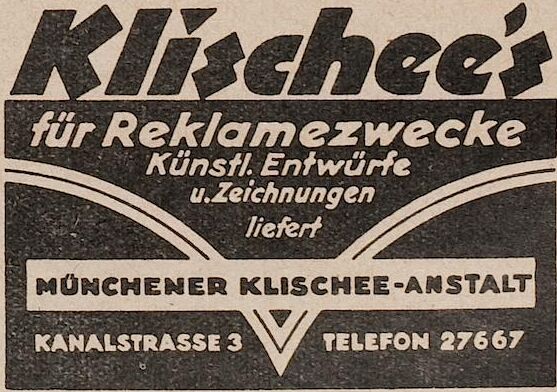 Klischee's
für Reklamezwecke
Künstl. Entwürfe
u. Zeichnungen
liefert
MÜNCHENER KLISCHEE-ANSTALT
KANALSTRASSE 3 TELEFON 27667